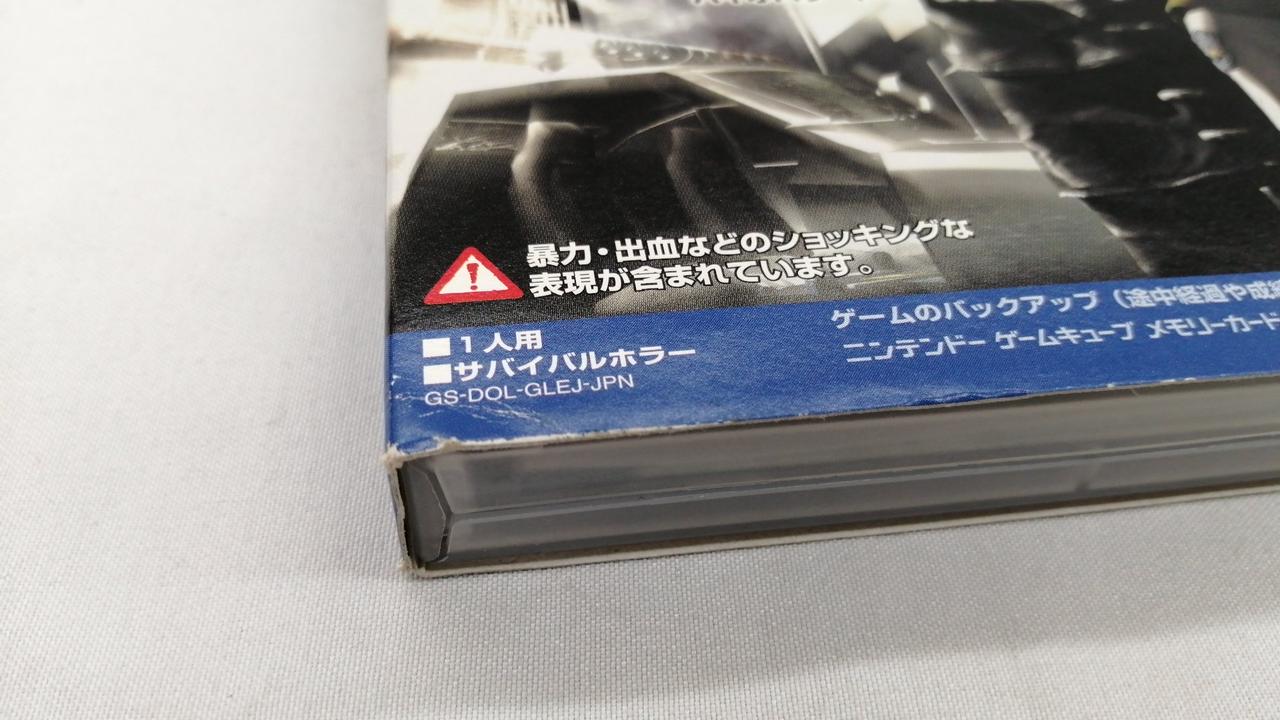 暴力・出血などのショッキングな
表現が含まれています。
■1人用
■サバイバルホラー
GS-DOL-GLEJ-JPN
ゲームのバックアップ（途中経過や成績
ニンテンドー ゲームキューブ メモリーカード